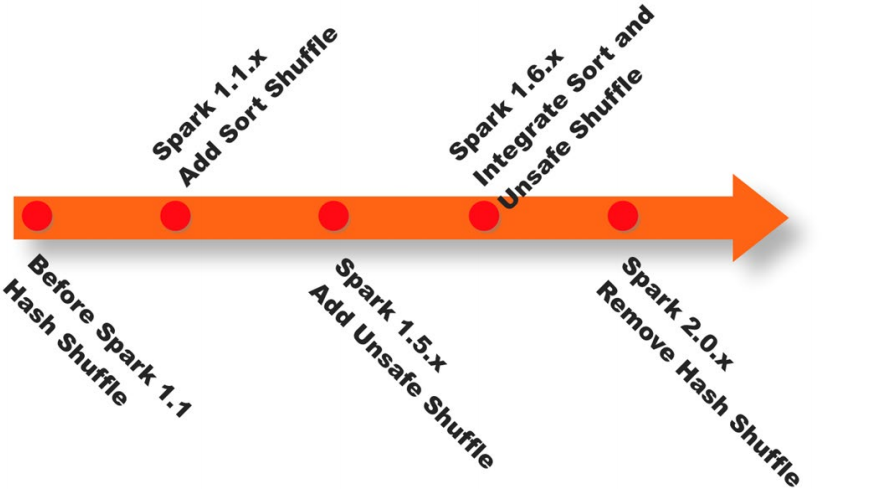 Before Spark 1.1
Hash Shuffle
Spark 1.1.x
Add Sort Shuffle
Spark 1.5.x
Add Unsafe Shuffle
Spark 1.6.x
Integrate Sort and
Unsafe Shuffle
Spark 2.0.x
Remove Hash Shuffle